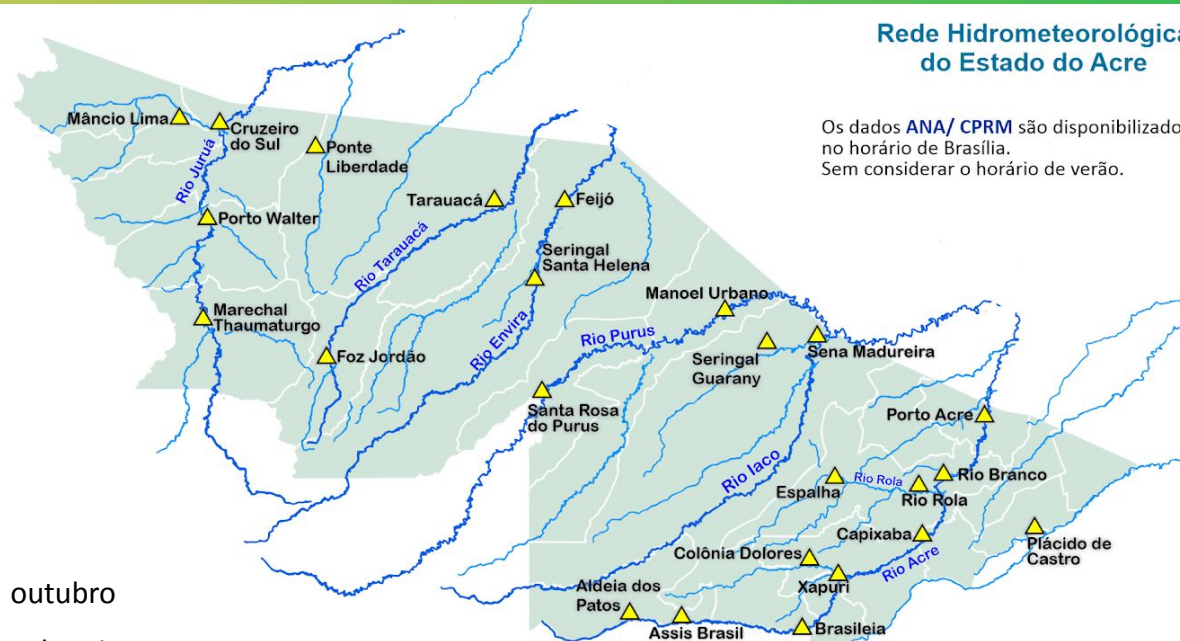 Rede Hidrometeorológica
do Estado do Acre
Os dados ANA/ CPRM são disponibilizado
no horário de Brasília.
Sem considerar o horário de verão.
Mâncio Lima
Cruzeiro
do Sul
Ponte
Liberdade
Rio Juruá
Porto Walter
Tarauacá
Feijó
Rio Tarauacá
Seringal
Santa Helena
Marechal
Thaumaturgo
Foz Jordão
Rio Envira
Manoel Urbano
Rio Purus
Seringal
Guarany
Sena Madureira
Santa Rosa
do Purus
Porto Acre
Rio Iaco
Espalha
Rio Rola
Rio Rola
Rio Branco
Capixaba
Plácido de
Castro
Colônia Dolores
Rio Acre
Xapuri
Aldeia dos
Patos
Assis Brasil
Brasileia
outubro